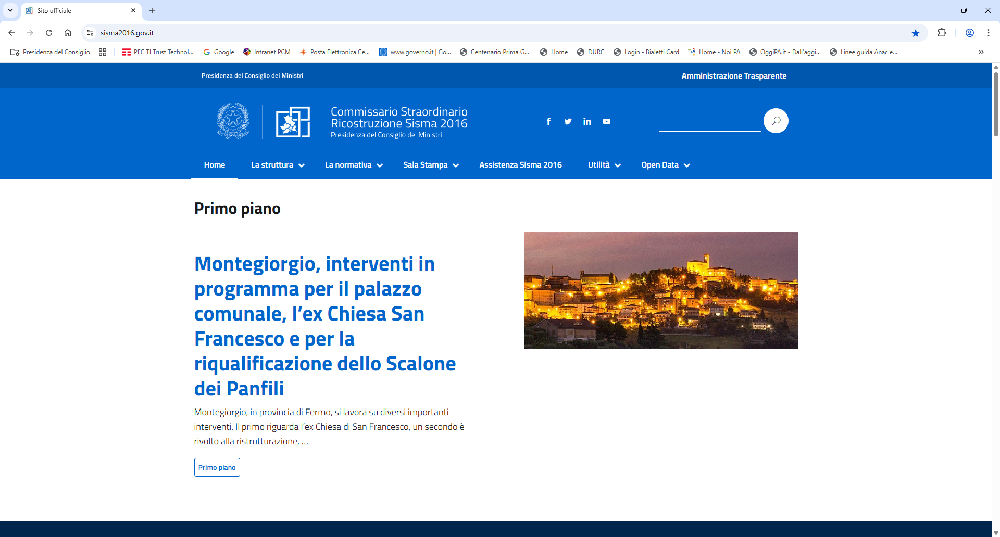 Sito ufficiale -
sisma2016.gov.it
Presidenza del Consiglio
PEC TI Trust Technol...
Google
Intranet PCM
Posta Elettronica Ce...
www.governo.it | Go...
Centenario Prima G...
Home
DURC
Login - Bialetti Card
Home - Noi PA
OggiPA.it - Dall'aggi...
Linee guida Anac e...
Presidenza del Consiglio dei Ministri
Amministrazione Trasparente
Commissario Straordinario
Ricostruzione Sisma 2016
Presidenza del Consiglio dei Ministri
Home
La struttura
La normativa
Sala Stampa
Assistenza Sisma 2016
Utilità
Open Data
Primo piano
Montegiorgio, interventi in
programma per il palazzo
comunale, l’ex Chiesa San
Francesco e per la
riqualificazione dello Scalone
dei Panfili
Montegiorgio, in provincia di Fermo, si lavora su diversi importanti
interventi. Il primo riguarda l’ex Chiesa di San Francesco, un secondo è
rivolto alla ristrutturazione, …
Primo piano